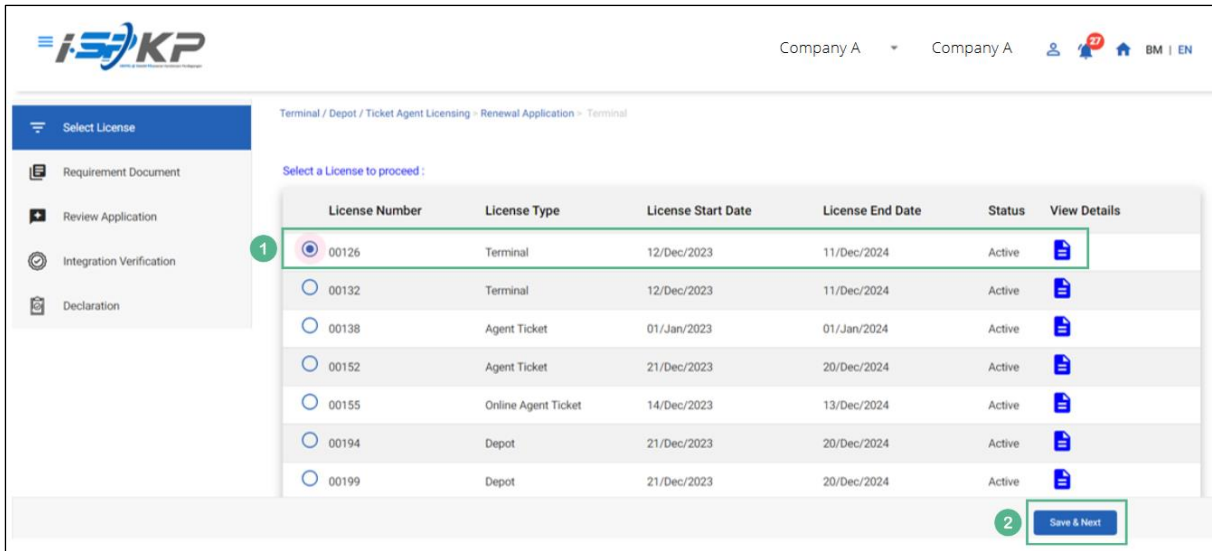 i-SPKP
Company A Company A 27 BM | EN
Select License
Requirement Document
Review Application
Integration Verification
Declaration
Terminal / Depot / Ticket Agent Licensing > Renewal Application > Terminal
Select a License to proceed :
License Number License Type License Start Date License End Date Status View Details
1 00126 Terminal 12/Dec/2023 11/Dec/2024 Active
00132 Terminal 12/Dec/2023 11/Dec/2024 Active
00138 Agent Ticket 01/Jan/2023 01/Jan/2024 Active
00152 Agent Ticket 21/Dec/2023 20/Dec/2024 Active
00155 Online Agent Ticket 14/Dec/2023 13/Dec/2024 Active
00194 Depot 21/Dec/2023 20/Dec/2024 Active
00199 Depot 21/Dec/2023 20/Dec/2024 Active
2 Save & Next